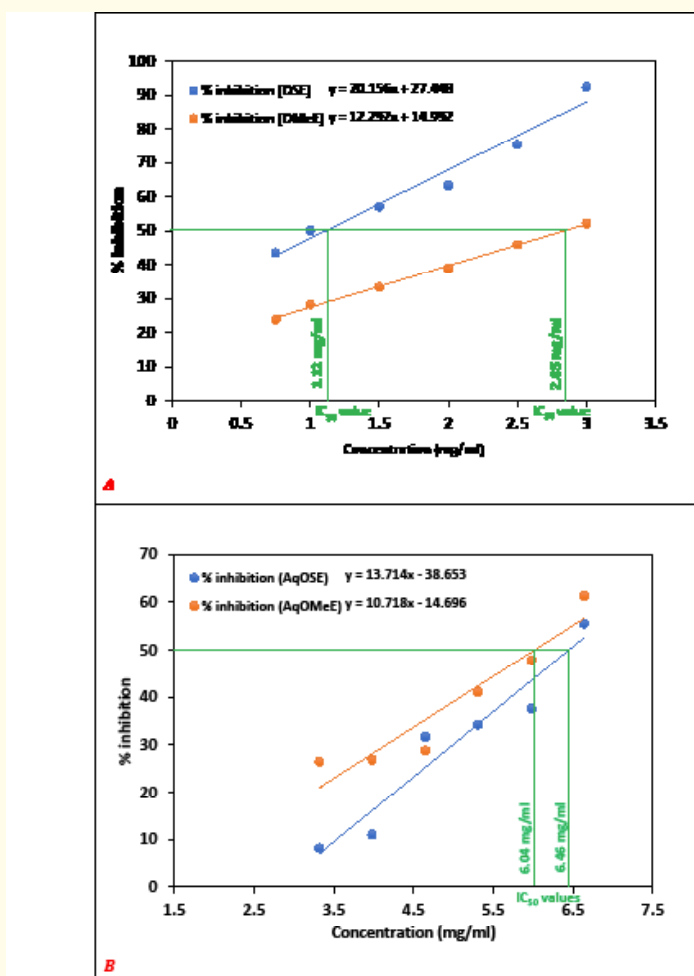 100
90
80
70
60
50
40
30
20
10
0
% inhibition
% inhibition [OSE] y = 20.156x + 27.448
% inhibition [OMeE] y = 12.292x + 14.992
1.12 mg/ml
2.85 mg/ml
IC50 value IC50 value
0 0.5 1 1.5 2 2.5 3 3.5
Concentration (mg/ml)
A
70
60
50
40
30
20
10
0
% inhibition
% inhibition (AqOSE) y = 13.714x - 38.653
% inhibition (AqOMeE) y = 10.718x - 14.696
6.04 mg/ml
6.46 mg/ml
IC50 values
1.5 2.5 3.5 4.5 5.5 6.5 7.5
Concentration (mg/ml)
B